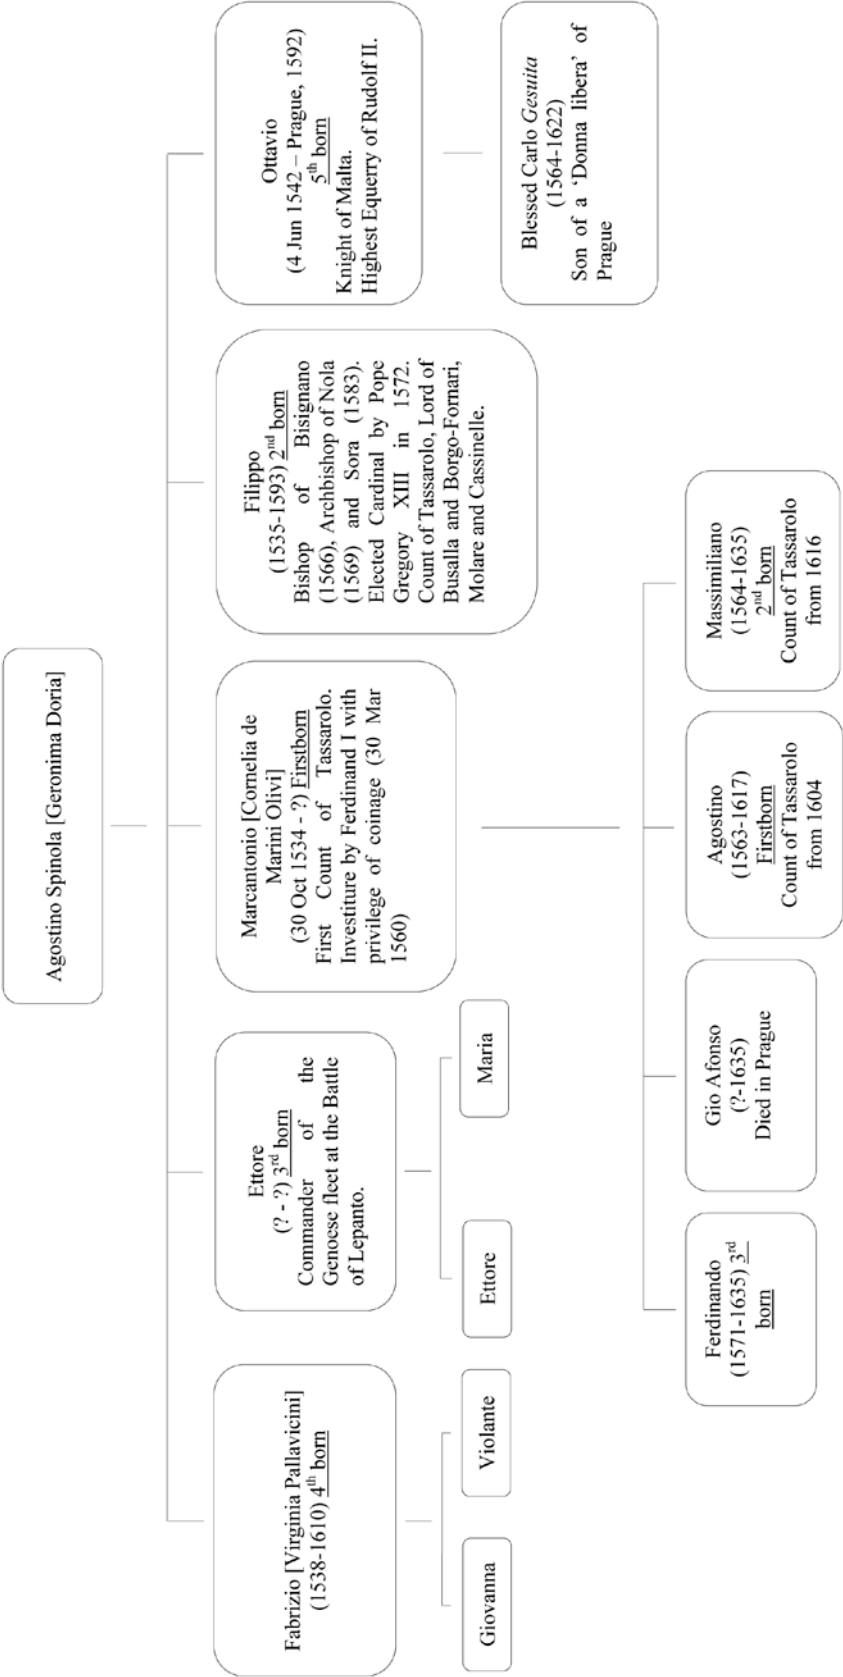 Agostino Spinola [Geronima Doria]
Fabrizio [Virginia Pallavicini]
(1538-1610) 4th born
Ettore
(? - ?) 3rd born
Commander of the
Genoese fleet at the Battle
of Lepanto.
Marcantonio [Cornelia de
Marini Olivi]
(30 Oct 1534 - ?) Firstborn
First Count of Tassarolo.
Investiture by Ferdinand I with
privilege of coinage (30 Mar
1560)
Filippo
(1535-1593) 2nd born
Bishop of Bisignano
(1566), Archbishop of Nola
(1569) and Sora (1583).
Elected Cardinal by Pope
Gregory XIII in 1572.
Count of Tassarolo, Lord of
Busalla and Borgo-Fornari,
Molare and Cassinelle.
Ottavio
(4 Jun 1542 – Prague, 1592)
5th born
Knight of Malta.
Highest Equerry of Rudolf II.
Giovanna
Violante
Ettore
Maria
Blessed Carlo Gesuita
(1564-1622)
Son of a ‘Donna libera’ of
Prague
Ferdinando
(1571-1635) 3rd
born
Gio Afonso
(?-1635)
Died in Prague
Agostino
(1563-1617)
Firstborn
Count of Tassarolo
from 1604
Massimiliano
(1564-1635)
2nd born
Count of Tassarolo
from 1616